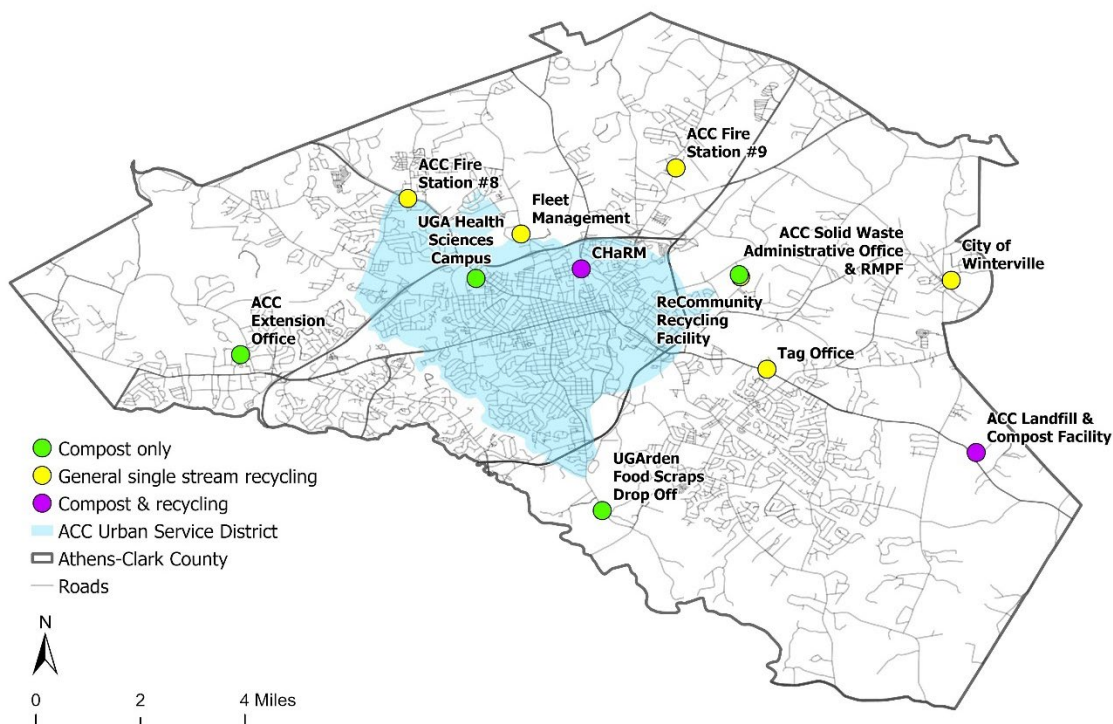 ACC Fire
Station #9
ACC Fire
Station #8
Fleet
Management
UGA Health
Sciences
Campus
CHaRM
ACC Solid Waste
Administrative Office
& RMPF
City of
Winterville
ACC
Extension
Office
ReCommunity
Recycling
Facility
Tag Office
ACC Landfill &
Compost Facility
UGArden
Food Scraps
Drop Off
Compost only
General single stream recycling
Compost & recycling
ACC Urban Service District
Athens-Clark County
Roads
N
0 2 4 Miles